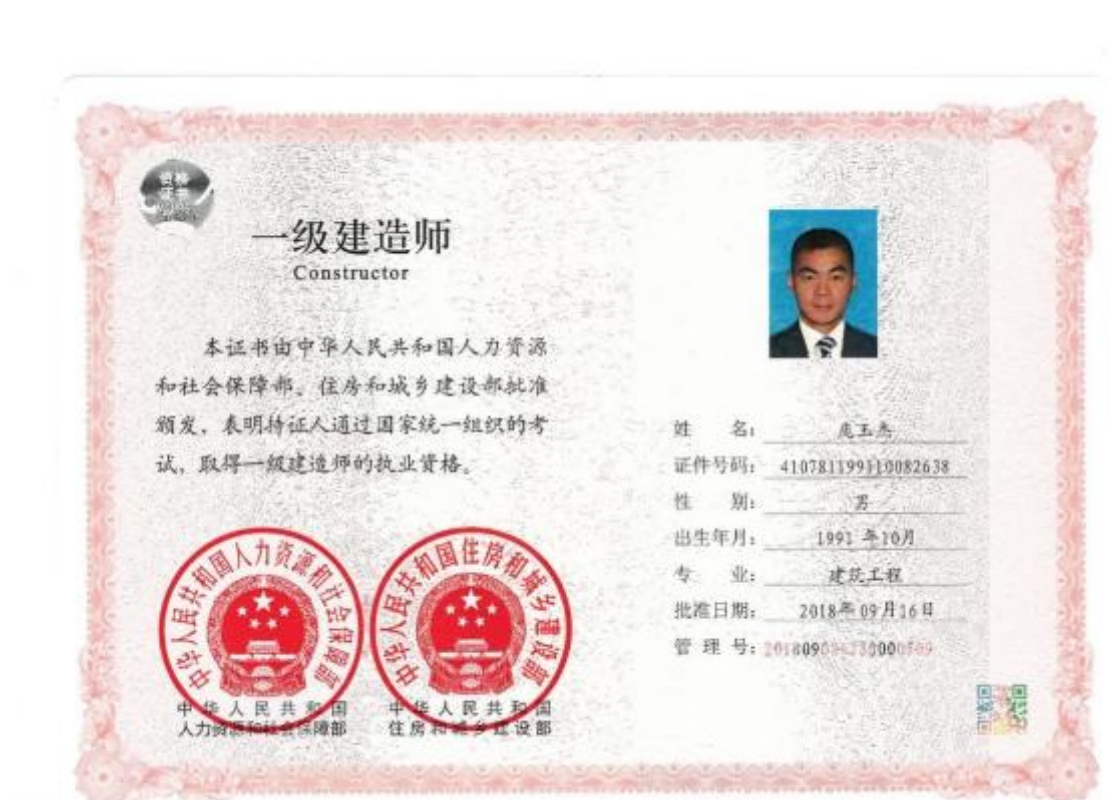 资格
证书
一级建造师
Constructor
本证书由中华人民共和国人力资源
和社会保障部、住房和城乡建设部批准
颁发，表明持证人通过国家统一组织的考
试，取得一级建造师的执业资格。
中华人民共和国人力资源和社会保障部
中华人民共和国住房和城乡建设部
中华人民共和国
人力资源和社会保障部
中华人民共和国
住房和城乡建设部
姓 名： 庞玉杰
证件号码： 410781199110082638
性 别： 男
出生年月： 1991 年10月
专 业： 建筑工程
批准日期： 2018年09月16日
管 理 号：